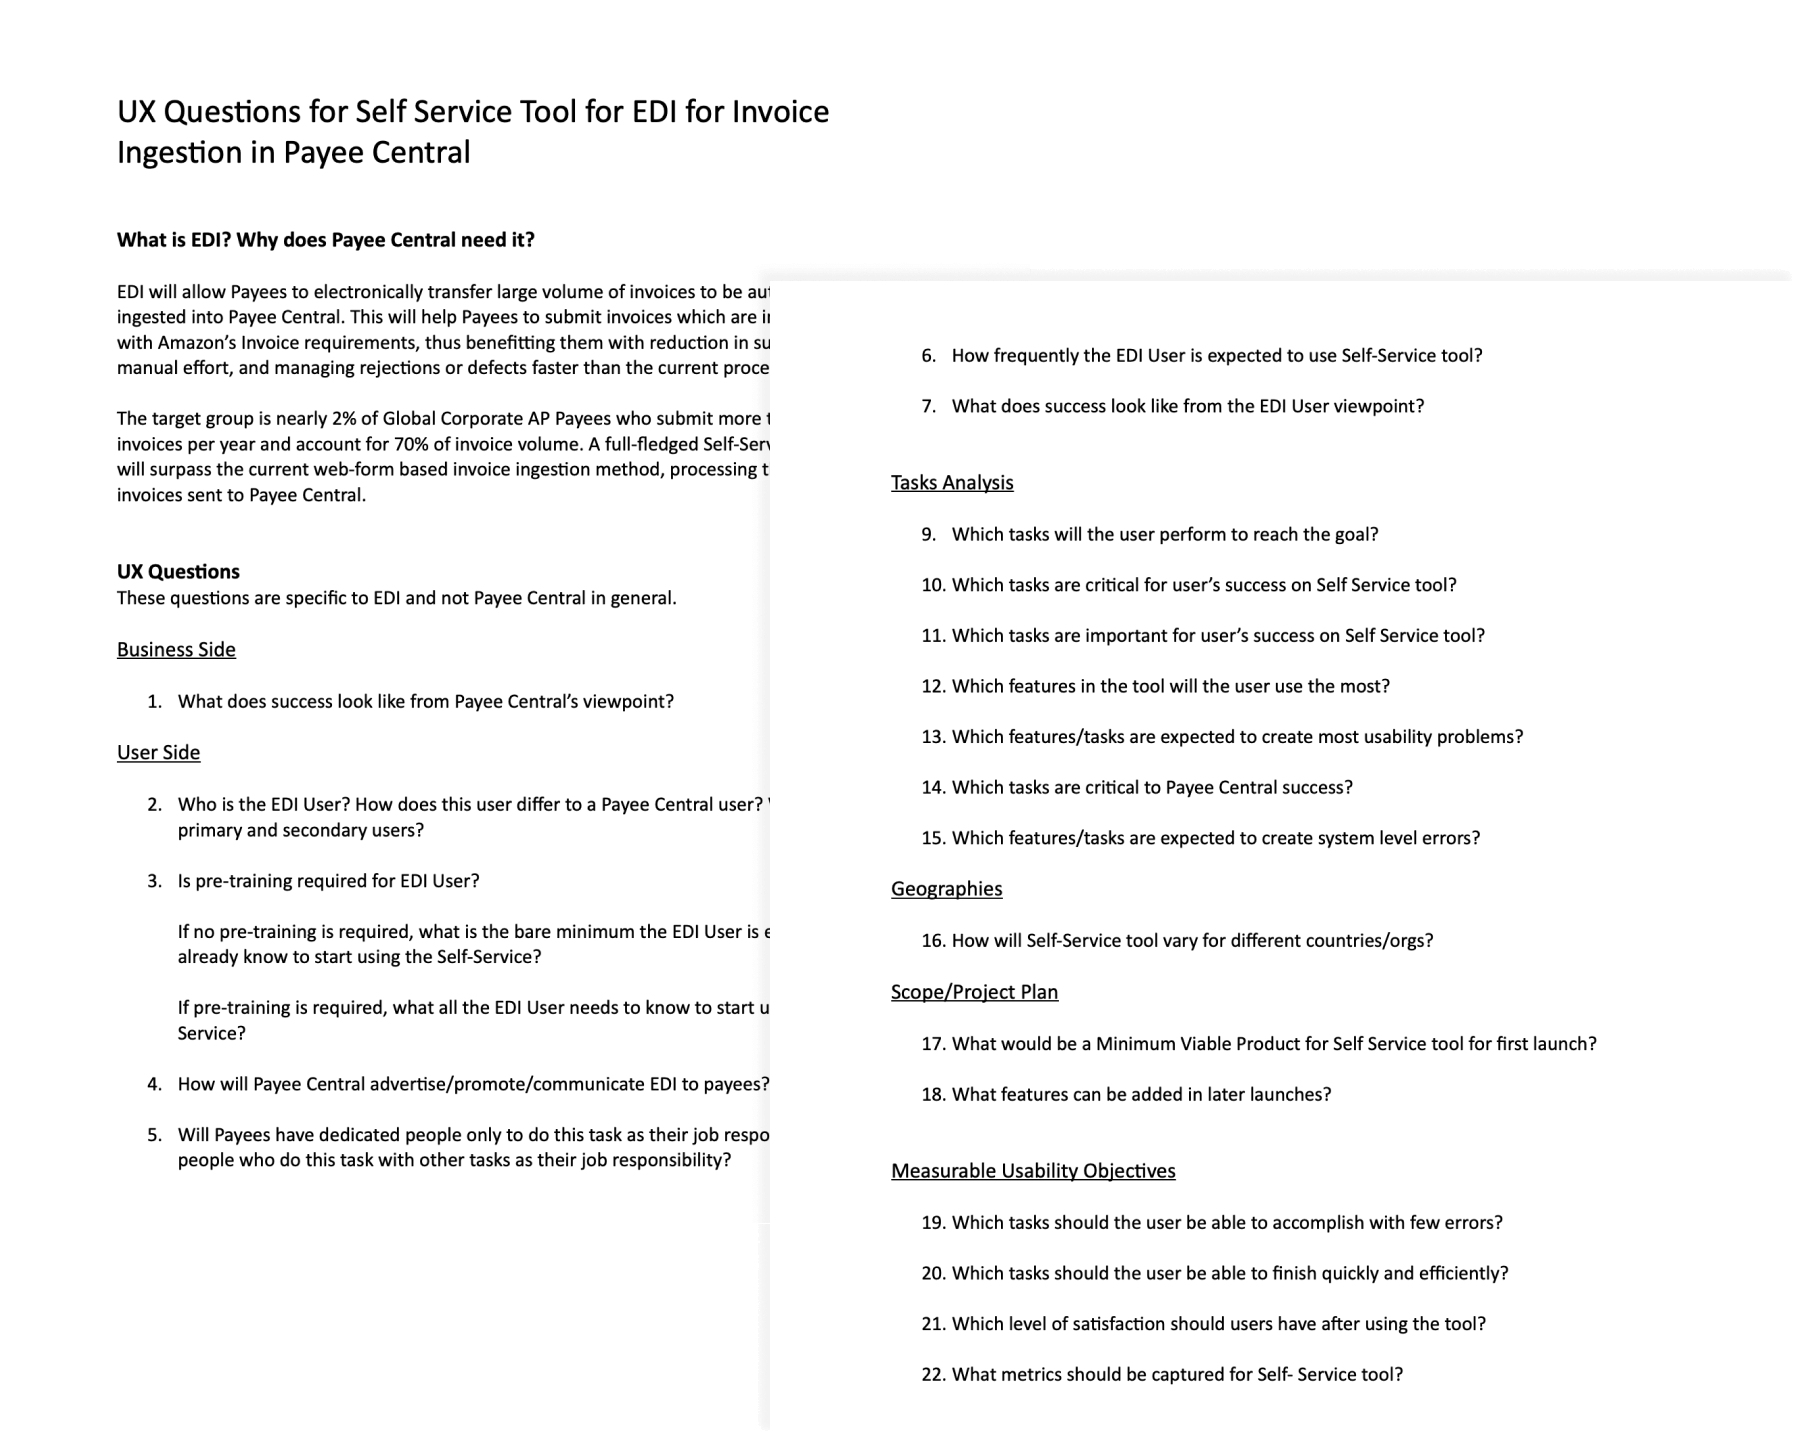 UX Questions for Self Service Tool for EDI for Invoice
Ingestion in Payee Central
What is EDI? Why does Payee Central need it?
EDI will allow Payees to electronically transfer large volume of invoices to be
ingested into Payee Central. This will help Payees to submit invoices which are
with Amazon’s Invoice requirements, thus benefitting them with reduction in
manual effort, and managing rejections or defects faster than the current
The target group is nearly 2% of Global Corporate AP Payees who submit more
invoices per year and account for 70% of invoice volume. A full-fledged
will surpass the current web-form based invoice ingestion method, processing
invoices sent to Payee Central.
UX Questions
These questions are specific to EDI and not Payee Central in general.
Business Side
1. What does success look like from Payee Central’s viewpoint?
User Side
2. Who is the EDI User? How does this user differ to a Payee Central user?
primary and secondary users?
3. Is pre-training required for EDI User?
If no pre-training is required, what is the bare minimum the EDI User is
already know to start using the Self-Service?
If pre-training is required, what all the EDI User needs to know to start
Service?
4. How will Payee Central advertise/promote/communicate EDI to payees?
5. Will Payees have dedicated people only to do this task as their job
people who do this task with other tasks as their job responsibility?
6. How frequently the EDI User is expected to use Self-Service tool?
7. What does success look like from the EDI User viewpoint?
Tasks Analysis
9. Which tasks will the user perform to reach the goal?
10. Which tasks are critical for user’s success on Self Service tool?
11. Which tasks are important for user’s success on Self Service tool?
12. Which features in the tool will the user use the most?
13. Which features/tasks are expected to create most usability problems?
14. Which tasks are critical to Payee Central success?
15. Which features/tasks are expected to create system level errors?
Geographies
16. How will Self-Service tool vary for different countries/orgs?
Scope/Project Plan
17. What would be a Minimum Viable Product for Self Service tool for first launch?
18. What features can be added in later launches?
Measurable Usability Objectives
19. Which tasks should the user be able to accomplish with few errors?
20. Which tasks should the user be able to finish quickly and efficiently?
21. Which level of satisfaction should users have after using the tool?
22. What metrics should be captured for Self- Service tool?